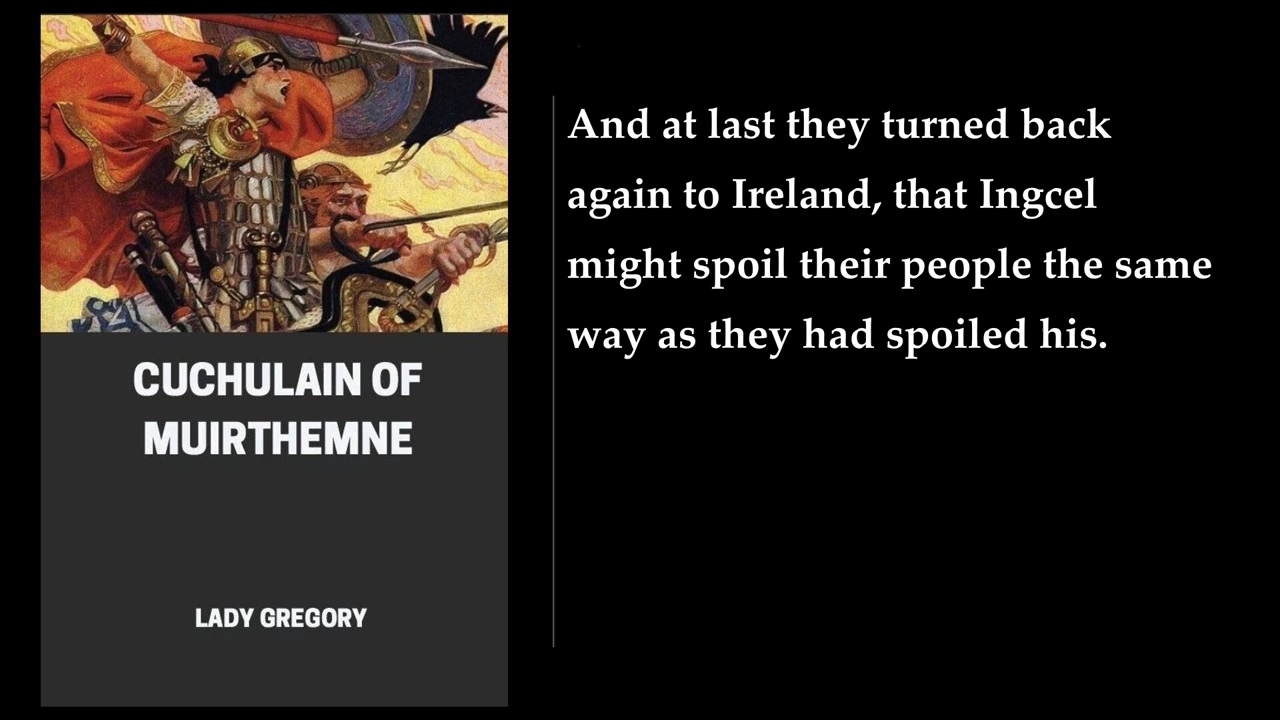 CUCHULAIN OF
MUIRTHEMNE
LADY GREGORY
And at last they turned back
again to Ireland, that Ingcel
might spoil their people the same
way as they had spoiled his.